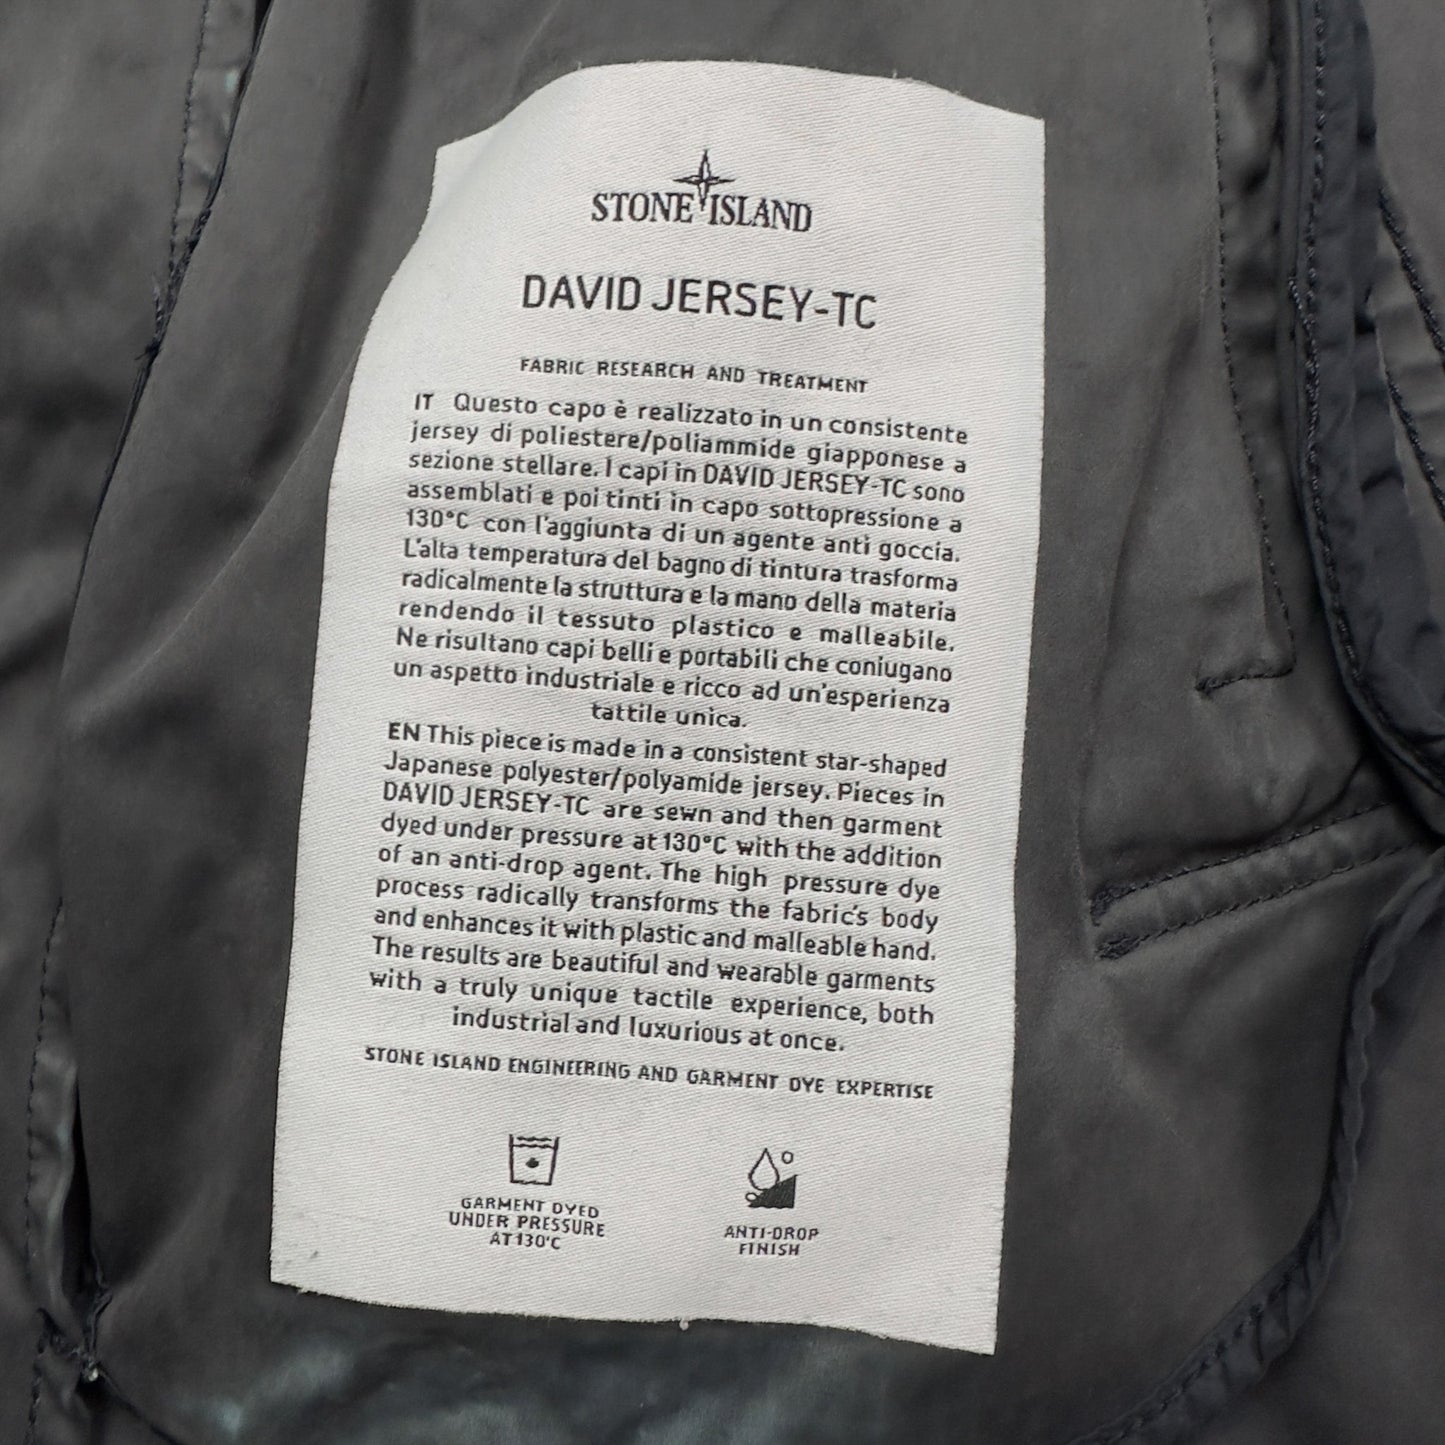 STONE ISLAND
DAVID JERSEY-TC
FABRIC RESEARCH AND TREATMENT
IT Questo capo è realizzato in un consistente
jersey di poliestere/poliammide giapponese a
sezione stellare. I capi in DAVID JERSEY-TC sono
assemblati e poi tinti in capo sottopressione a
130°C con l'aggiunta di un agente anti goccia.
L'alta temperatura del bagno di tintura trasforma
radicalmente la struttura e la mano della materia
rendendo il tessuto plastico e malleabile.
Ne risultano capi belli e portabili che coniugano
un aspetto industriale e ricco ad un'esperienza
tattile unica.
EN This piece is made in a consistent star-shaped
Japanese polyester/polyamide jersey. Pieces in
DAVID JERSEY-TC are sewn and then garment
dyed under pressure at 130°C with the addition
of an anti-drop agent. The high pressure dye
process radically transforms the fabric's body
and enhances it with plastic and malleable hand.
The results are beautiful and wearable garments
with a truly unique tactile experience, both
industrial and luxurious at once.
STONE ISLAND ENGINEERING AND GARMENT DYE EXPERTISE
GARMENT DYED
UNDER PRESSURE
AT 130°C
ANTI-DROP
FINISH